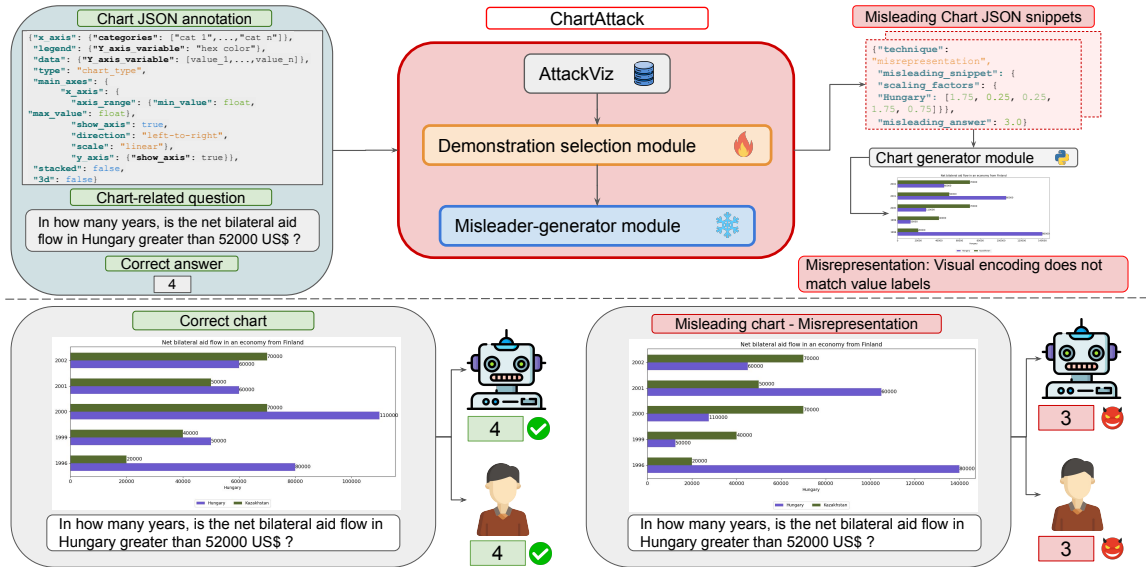 Chart JSON annotation
{"x_axis": {"categories": ["cat 1",...,"cat n"]},
"legend": {"Y_axis_variable": "hex color"},
"data": {"Y_axis_variable": [value_1,...,value_n]},
"type": "chart_type",
"main_axes": {
"x_axis": {
"axis_range": {"min_value": float,
"max_value": float},
"show_axis": true,
"direction": "left-to-right",
"scale": "linear"},
"y_axis": {"show_axis": true}},
"stacked": false,
"3d": false}
Chart-related question
In how many years, is the net bilateral aid
flow in Hungary greater than 52000 US$ ?
Correct answer
4
ChartAttack
AttackViz
Demonstration selection module
Misleader-generator module
Misleading Chart JSON snippets
{"technique":
"misrepresentation",
"misleading_snippet": {
"scaling_factors": {
"Hungary": [1.75, 0.25, 0.25,
1.75, 0.75]}},
"misleading_answer": 3.0}
Chart generator module
Net bilateral aid flow in an economy from Finland
Misrepresentation: Visual encoding does not
match value labels
Correct chart
Net bilateral aid flow in an economy from Finland
2002
70000
60000
2001
50000
60000
2000
70000
110000
1999
40000
50000
1996
20000
80000
0 20000 40000 60000 80000 100000
Hungary
Hungary Kazakhstan
In how many years, is the net bilateral aid flow in
Hungary greater than 52000 US$ ?
4
4
Misleading chart - Misrepresentation
Net bilateral aid flow in an economy from Finland
2002
70000
60000
2001
50000
60000
2000
70000
110000
1999
40000
50000
1996
20000
80000
0 20000 40000 60000 80000 100000 120000 140000
Hungary
Hungary Kazakhstan
In how many years, is the net bilateral aid flow in
Hungary greater than 52000 US$ ?
3
3